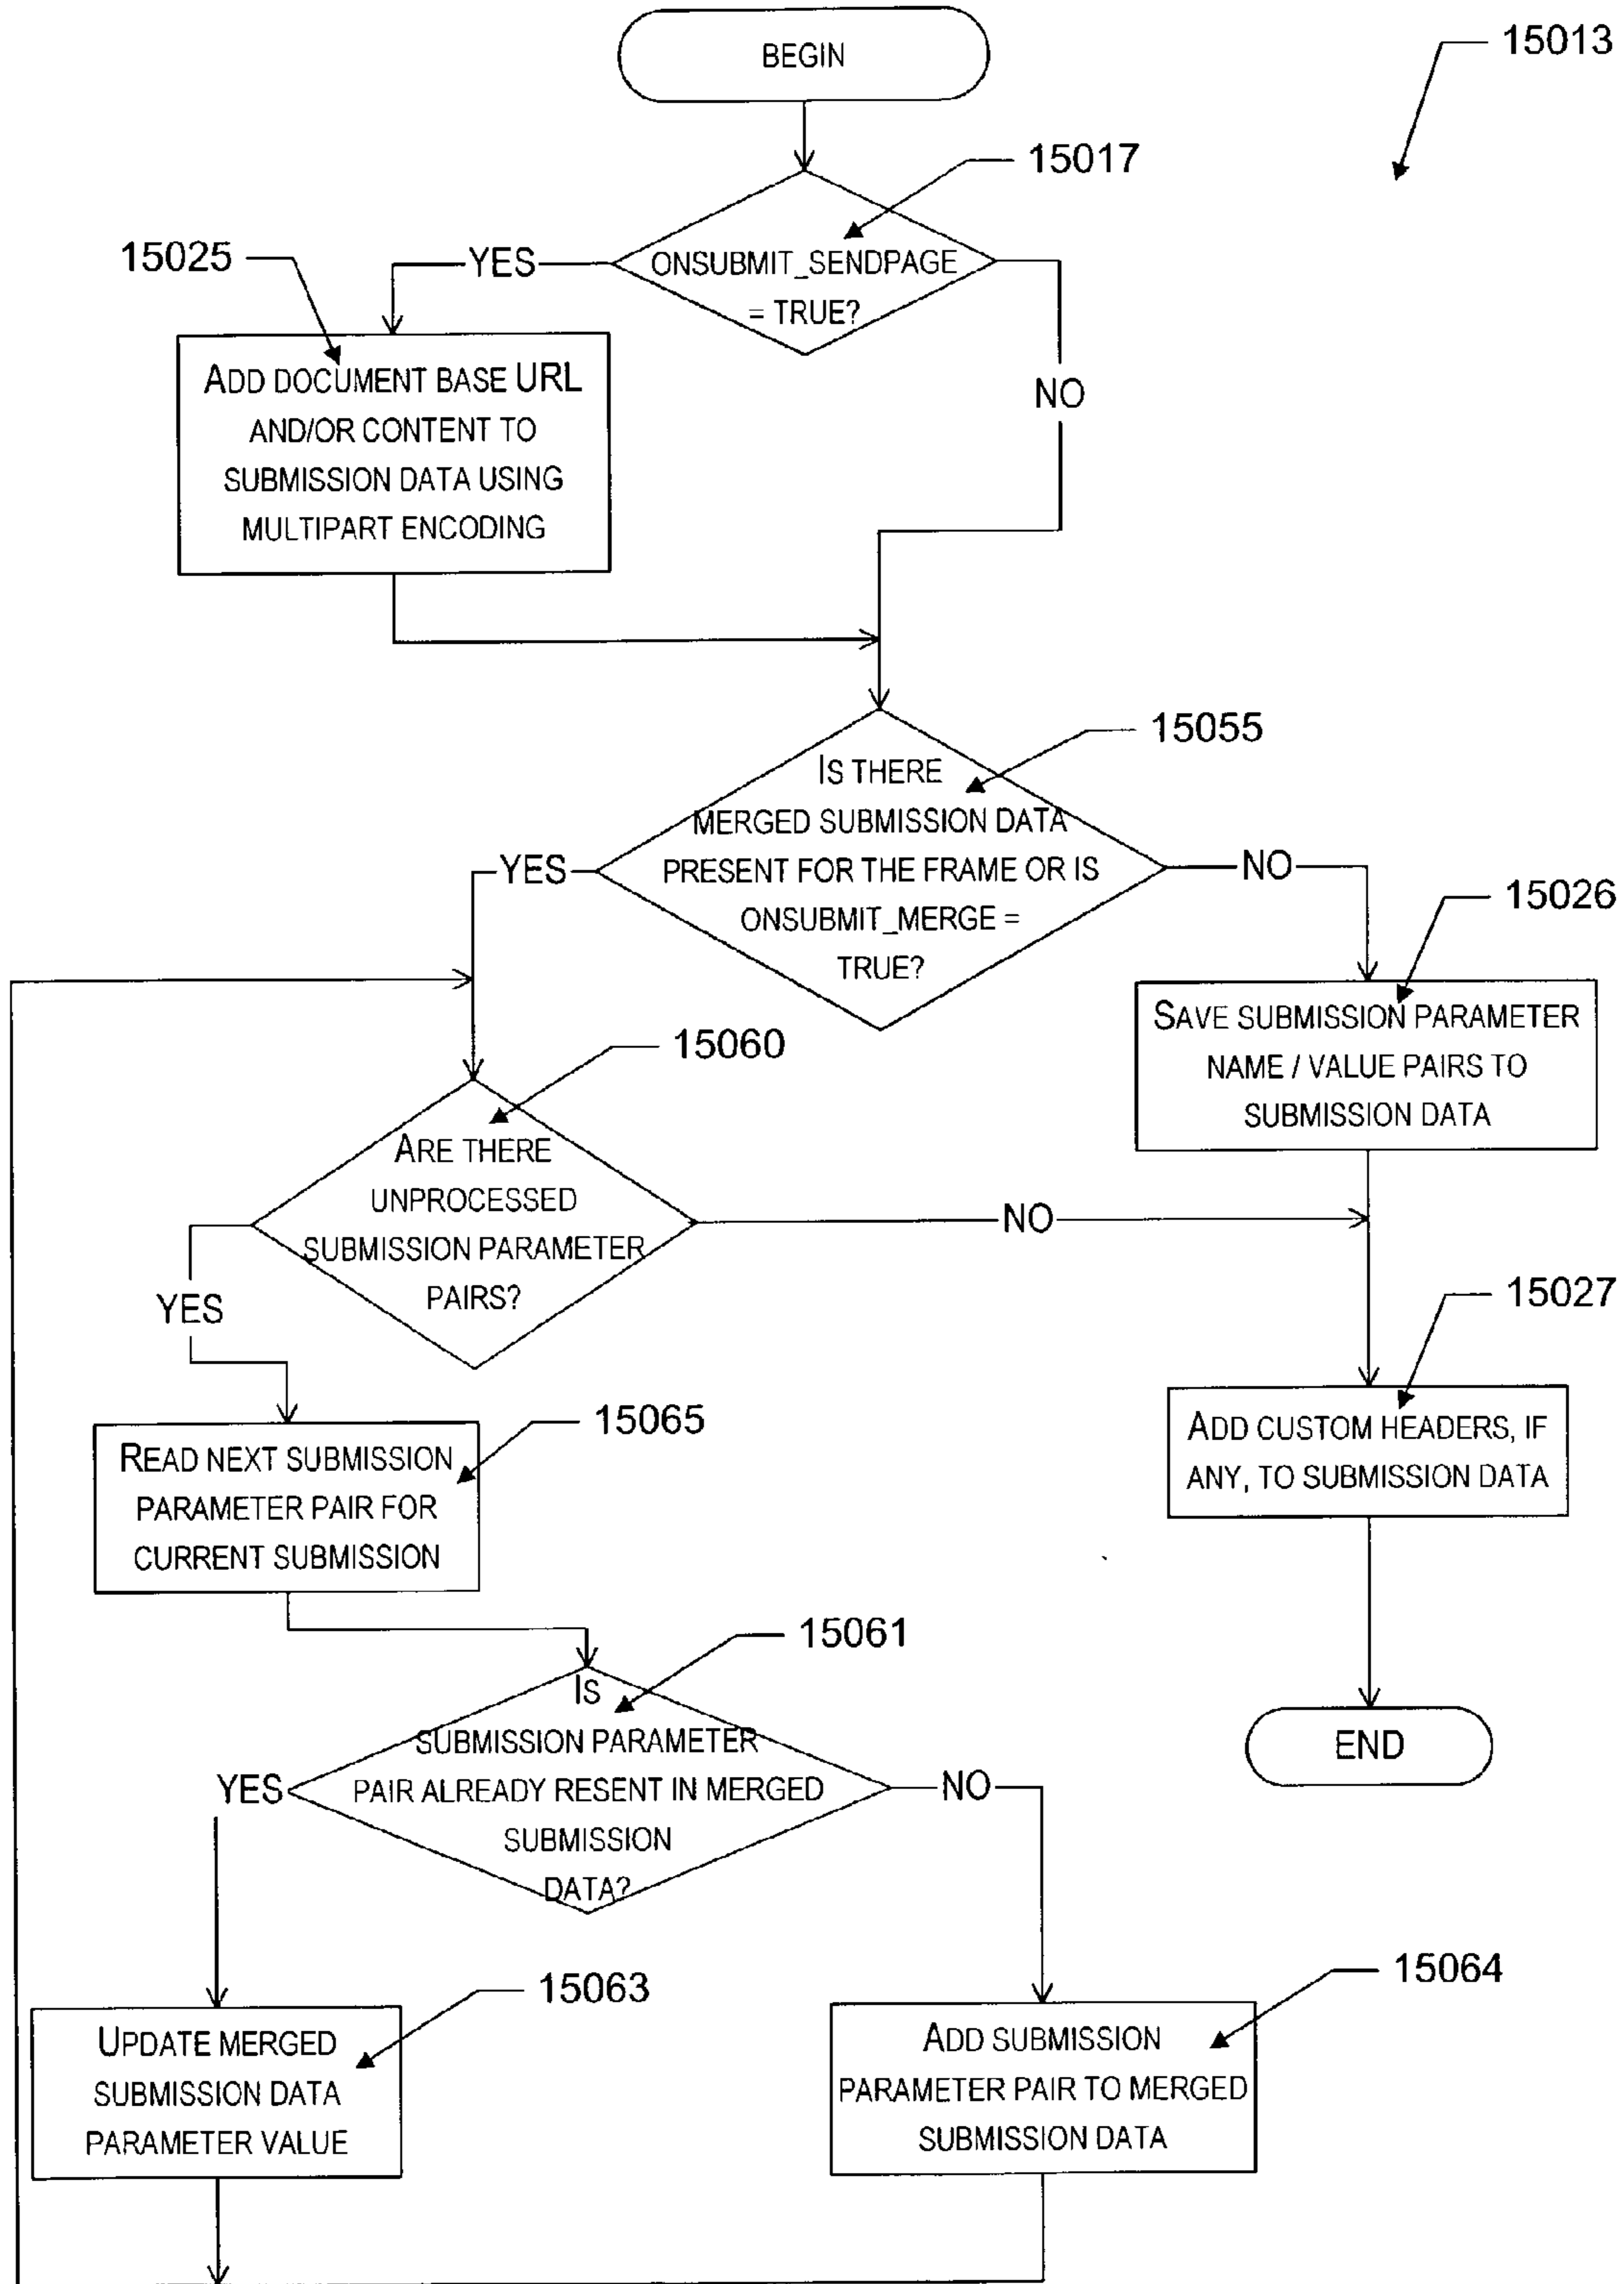 BEGIN
15013
15017
ONSUBMIT_SENDPAGE
= TRUE?
YES
NO
15025
ADD DOCUMENT BASE URL
AND/OR CONTENT TO
SUBMISSION DATA USING
MULTIPART ENCODING
15055
IS THERE
MERGED SUBMISSION DATA
PRESENT FOR THE FRAME OR IS
ONSUBMIT_MERGE =
TRUE?
YES
NO
15026
SAVE SUBMISSION PARAMETER
NAME / VALUE PAIRS TO
SUBMISSION DATA
15060
ARE THERE
UNPROCESSED
SUBMISSION PARAMETER
PAIRS?
NO
YES
15027
ADD CUSTOM HEADERS, IF
ANY, TO SUBMISSION DATA
15065
READ NEXT SUBMISSION
PARAMETER PAIR FOR
CURRENT SUBMISSION
15061
IS
SUBMISSION PARAMETER
PAIR ALREADY RESENT IN MERGED
SUBMISSION
DATA?
YES
NO
END
15063
UPDATE MERGED
SUBMISSION DATA
PARAMETER VALUE
15064
ADD SUBMISSION
PARAMETER PAIR TO MERGED
SUBMISSION DATA